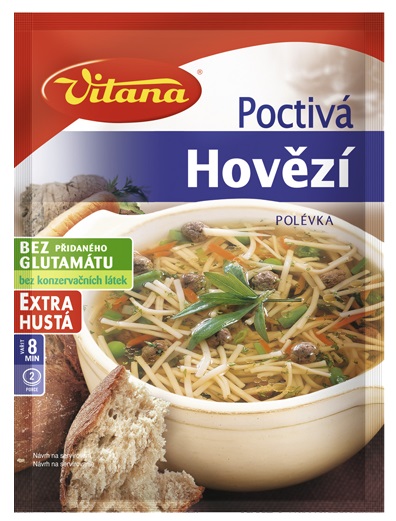 Vitana
®
Poctivá
Hovězí
POLÉVKA
BEZ PŘIDANÉHO
GLUTAMÁTU
bez konzervačních látek
EXTRA
HUSTÁ
VAŘIT 8 MIN
2 PORCE
Návrh na servírování
Návrh na servírovanie